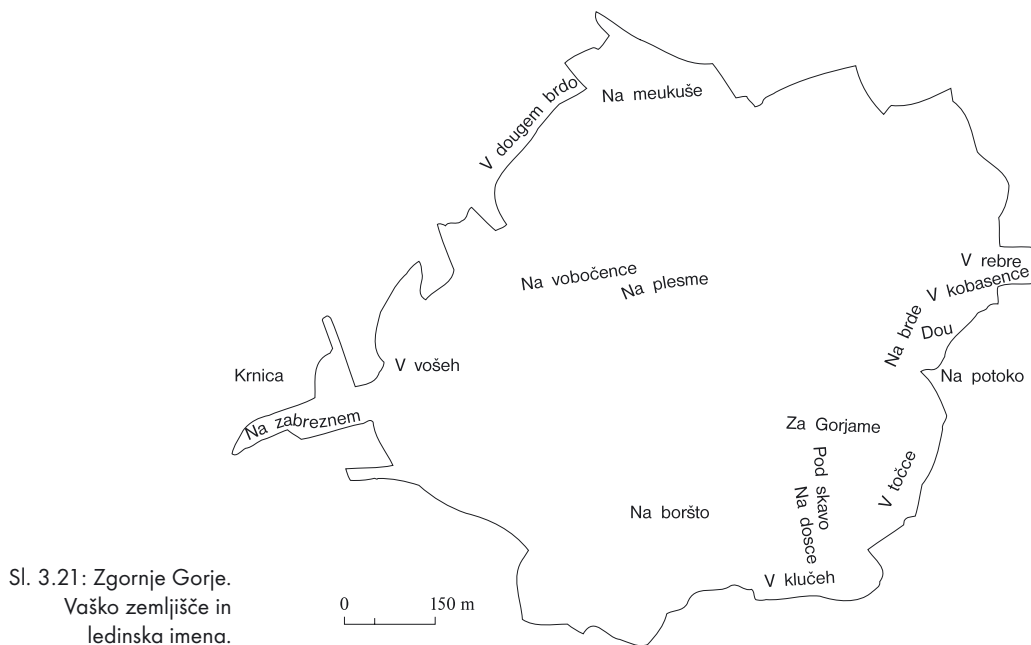 V dougem brdo
Na meukuše
V rebre
Na vobočence
Na plesme
V kobasence
Na brde
Dou
V vošeh
Krnica
Na potoko
Na zabreznem
Za Gorjame
Pod skavo
V točce
Na boršto
Na dosce
V klučeh
Sl. 3.21: Zgornje Gorje.
Vaško zemljišče in
ledinska imena.
0 150 m